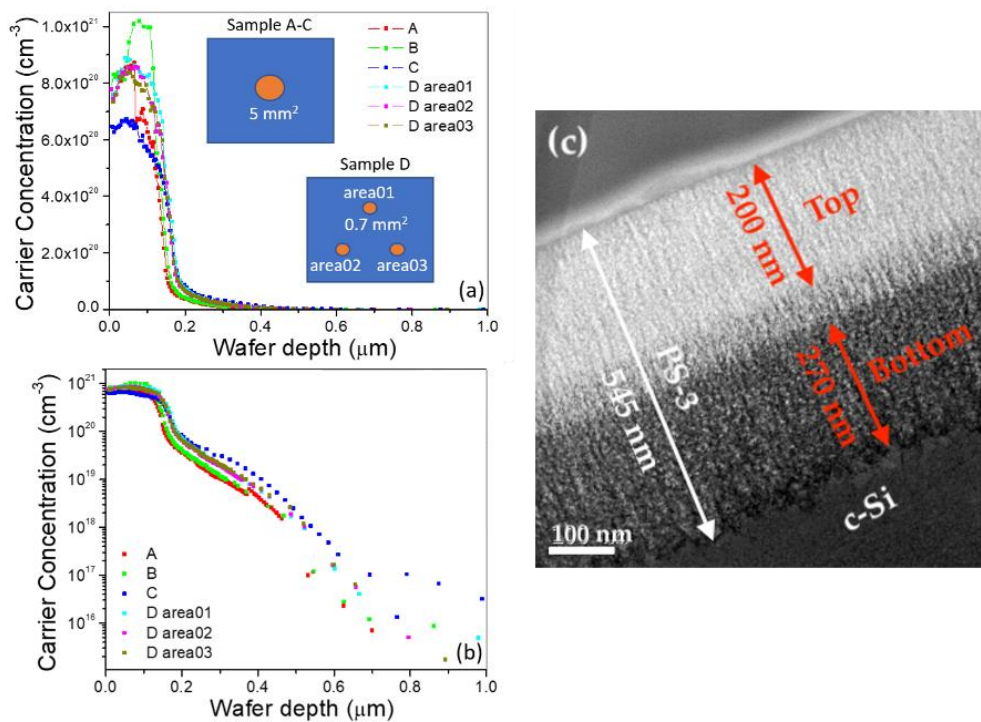 Carrier Concentration (cm-3)
1.0x10²¹
8.0x10²⁰
6.0x10²⁰
4.0x10²⁰
2.0x10²⁰
0.0
Sample A-C
5 mm²
A
B
C
D area01
D area02
D area03
Sample D
area01
0.7 mm²
area02 area03
(a)
0.0 0.2 0.4 0.6 0.8 1.0
Wafer depth (μm)
Carrier Concentration (cm-3)
10²¹
10²⁰
10¹⁹
10¹⁸
10¹⁷
10¹⁶
A
B
C
D area01
D area02
D area03
(b)
0.0 0.2 0.4 0.6 0.8 1.0
Wafer depth (μm)
(c)
200 nm
Top
PS-3
545 nm
270 nm
Bottom
c-Si
100 nm